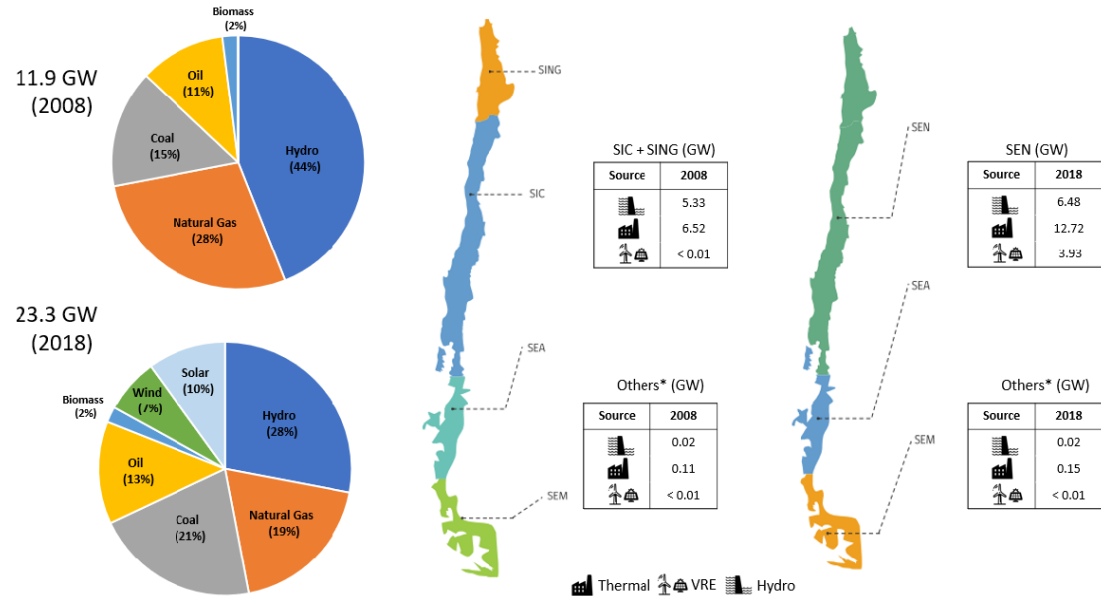 11.9 GW
(2008)
Biomass
(2%)
Oil
(11%)
Coal
(15%)
Hydro
(44%)
Natural Gas
(28%)
23.3 GW
(2018)
Solar
(10%)
Wind
(7%)
Biomass
(2%)
Hydro
(28%)
Oil
(13%)
Coal
(21%)
Natural Gas
(19%)
SING
SIC
SEA
SEM
SIC + SING (GW)
Source 2008
5.33
6.52
< 0.01
Others* (GW)
Source 2008
0.02
0.11
< 0.01
SEN
SEA
SEM
SEN (GW)
Source 2018
6.48
12.72
3.93
Others* (GW)
Source 2018
0.02
0.15
< 0.01
Thermal VRE Hydro